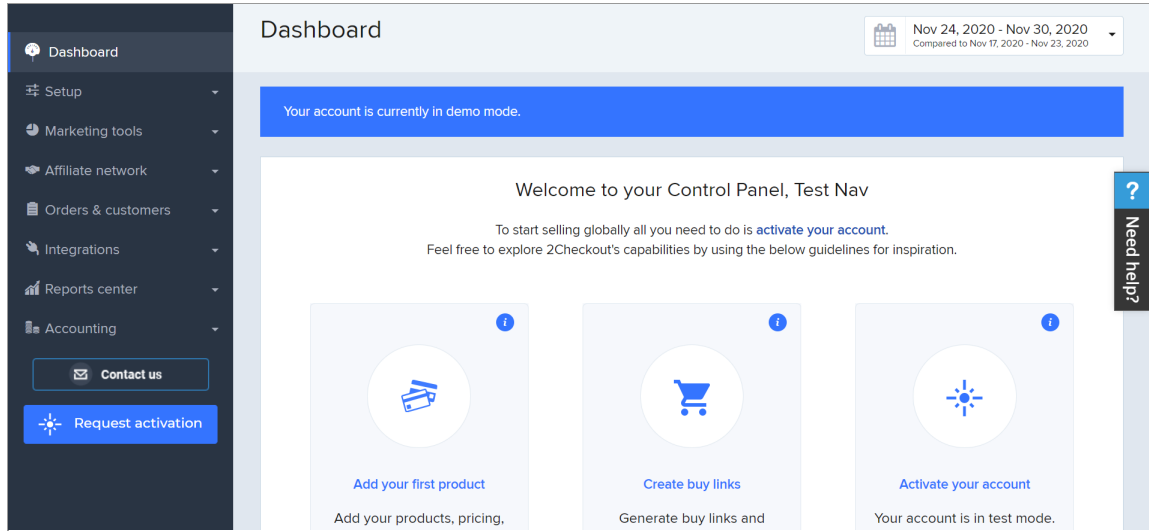 Dashboard
Setup
Marketing tools
Affiliate network
Orders & customers
Integrations
Reports center
Accounting
Contact us
Request activation
Dashboard
Nov 24, 2020 - Nov 30, 2020
Compared to Nov 17, 2020 - Nov 23, 2020
Your account is currently in demo mode.
Welcome to your Control Panel, Test Nav
To start selling globally all you need to do is activate your account.
Feel free to explore 2Checkout's capabilities by using the below guidelines for inspiration.
i
i
i
Add your first product
Create buy links
Activate your account
Add your products, pricing,
Generate buy links and
Your account is in test mode.
? Need help?